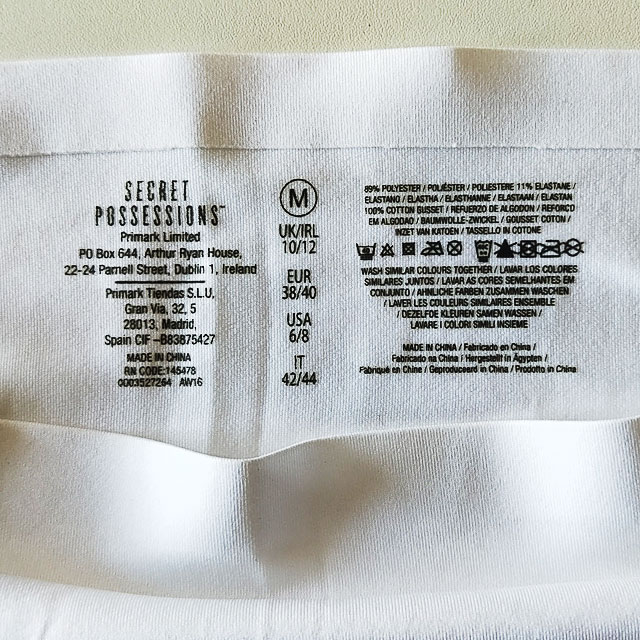 SECRET
POSSESSIONS™
Primark Limited
PO Box 644, Arthur Ryan House,
22-24 Parnell Street, Dublin 1, Ireland
Primark Tiendas S.L.U,
Gran Via, 32, 5
28013, Madrid,
Spain CIF –B83875427
MADE IN CHINA
RN CODE:145478
0003527264 AW16
M
UK/IRL
10/12
EUR
38/40
USA
6/8
IT
42/44
89% POLYESTER / POLIÉSTER / POLIESTERE 11% ELASTANE /
ELASTANO / ELASTHA / ELASTHANNE / ELASTAAN / ELASTAN
100% COTTON GUSSET / REFUERZO DE ALGODON / REFORÇO
EM ALGODAO / BAUMWOLLE-ZWICKEL / GOUSSET COTON /
INZET VAN KATOEN / TASSELLO IN COTONE
WASH SIMILAR COLOURS TOGETHER / LAVAR LOS COLORES
SIMILARES JUNTOS / LAVAR AS CORES SEMELHANTES EM
CONJUNTO / ÄHNLICHE FARBEN ZUSAMMEN WASCHEN
/ LAVER LES COULEURS SIMILAIRES ENSEMBLE
/ DEZELFDE KLEUREN SAMEN WASSEN /
LAVARE I COLORI SIMILI INSIEME
MADE IN CHINA / Fabricado en China /
Fabricado na China / Hergestellt in Ägypten /
Fabriqué en China / Geproduceerd in China / Prodotto in China